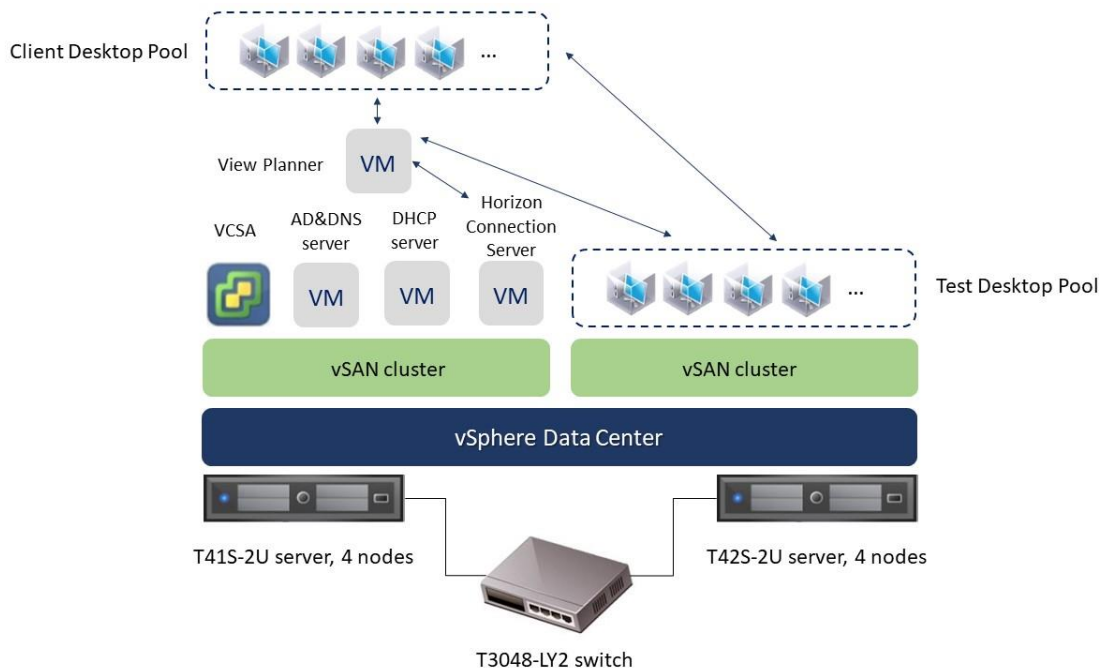 Client Desktop Pool
...
View Planner
VM
VCSA
AD&DNS
server
DHCP
server
Horizon
Connection
Server
VM
VM
VM
...
Test Desktop Pool
vSAN cluster
vSAN cluster
vSphere Data Center
T41S-2U server, 4 nodes
T42S-2U server, 4 nodes
T3048-LY2 switch